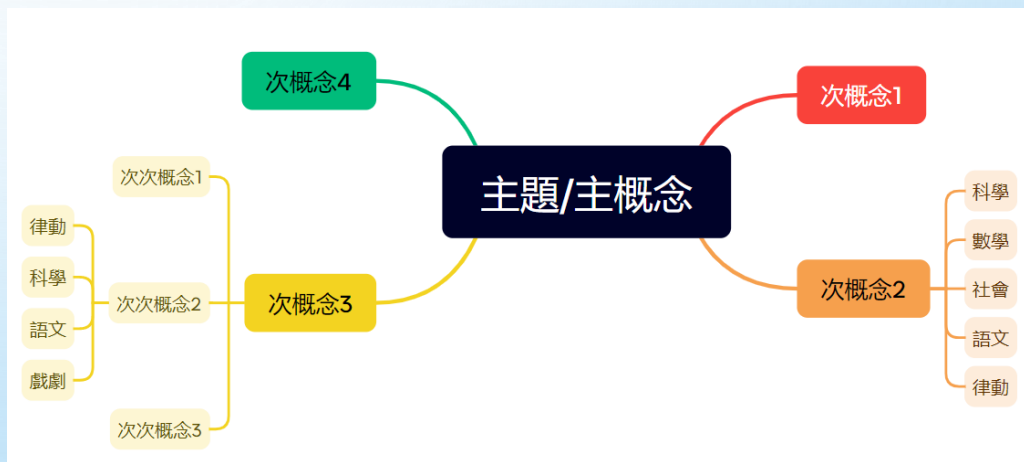 主題/主概念
次概念1
次概念2
科學
數學
社會
語文
律動
次概念3
次次概念1
次次概念2
律動
科學
語文
戲劇
次次概念3
次概念4